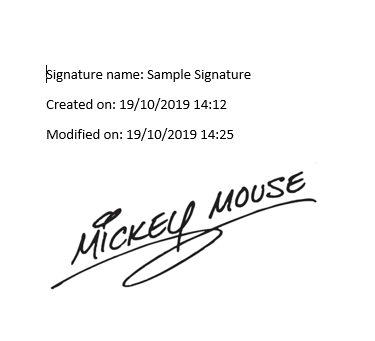 Signature name: Sample Signature
Created on: 19/10/2019 14:12
Modified on: 19/10/2019 14:25
MICKEY MOUSE